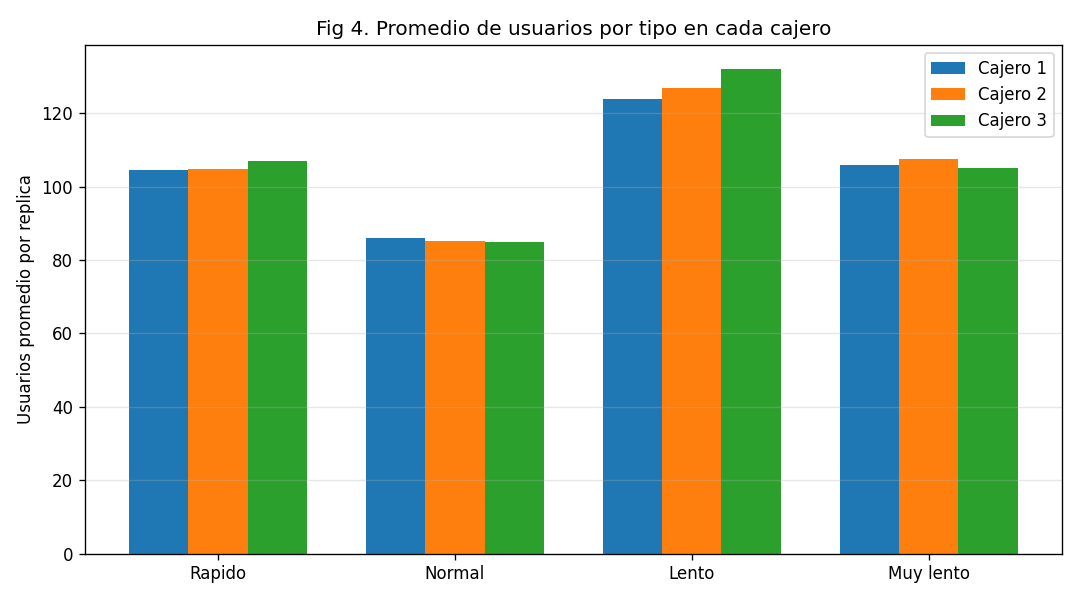 Fig 4. Promedio de usuarios por tipo en cada cajero
Cajero 1
Cajero 2
Cajero 3
Usuarios promedio por replica
120
100
80
60
40
20
0
Rapido Normal Lento Muy lento